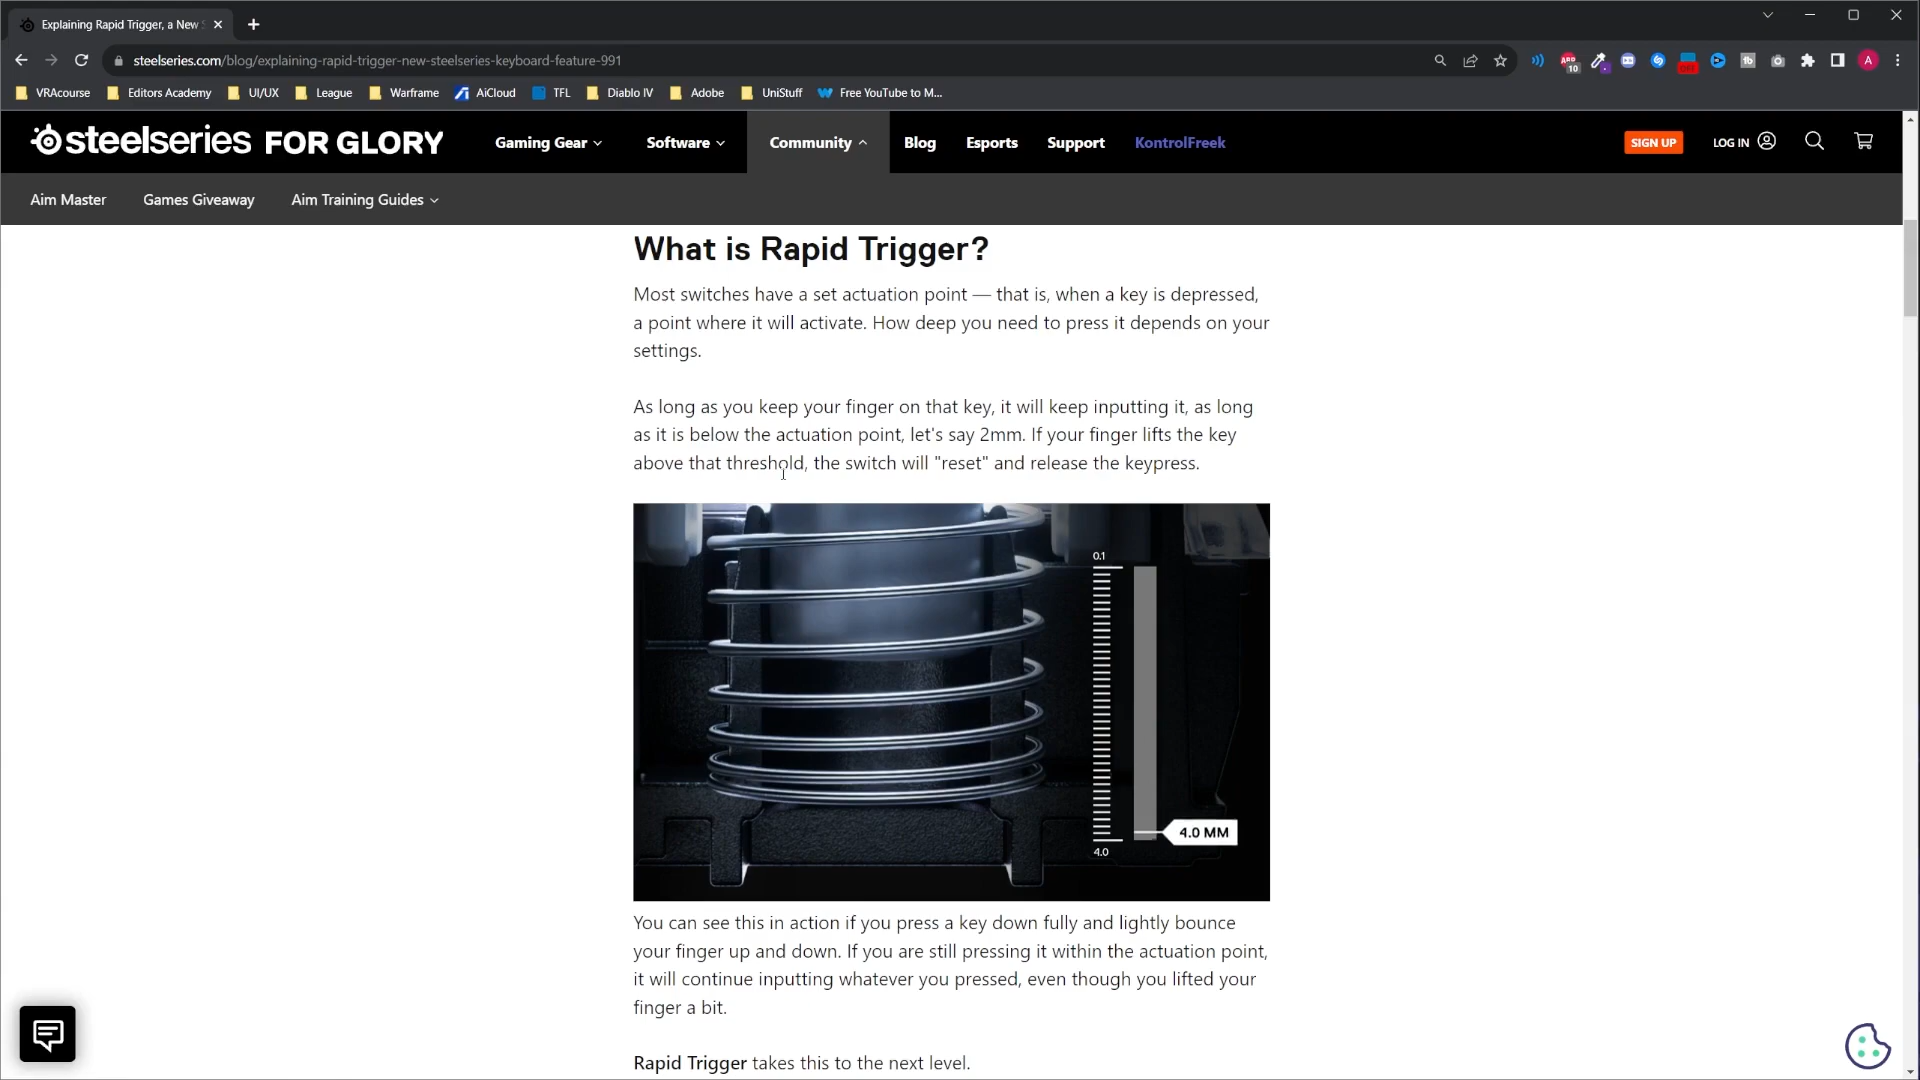 Explaining Rapid Trigger, a New
steelseries.com/blog/explaining-rapid-trigger-new-steelseries-keyboard-feature-991
ABP
10
A
VRAcourse
Editors Academy
UI/UX
League
Warframe
AiCloud
TFL
Diablo IV
Adobe
UniStuff
Free YouTube to M...
steelseries FOR GLORY
Gaming Gear
Software
Community
Blog
Esports
Support
KontrolFreek
SIGN UP
LOG IN
Aim Master
Games Giveaway
Aim Training Guides
What is Rapid Trigger?
Most switches have a set actuation point — that is, when a key is depressed,
a point where it will activate. How deep you need to press it depends on your
settings.
As long as you keep your finger on that key, it will keep inputting it, as long
as it is below the actuation point, let's say 2mm. If your finger lifts the key
above that threshold, the switch will "reset" and release the keypress.
0.1
4.0 MM
4.0
You can see this in action if you press a key down fully and lightly bounce
your finger up and down. If you are still pressing it within the actuation point,
it will continue inputting whatever you pressed, even though you lifted your
finger a bit.
Rapid Trigger takes this to the next level.